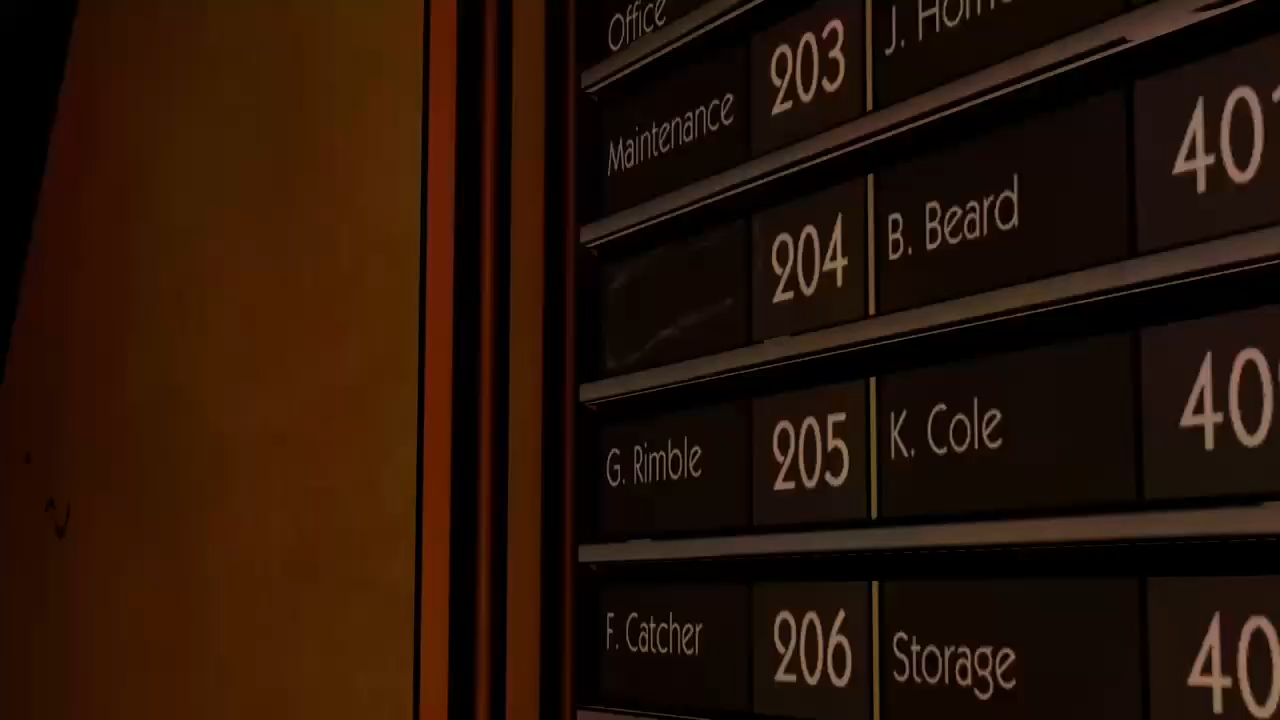 Office
Maintenance 203 J.
204 B. Beard
G. Rimble 205 K. Cole
F. Catcher 206 Storage